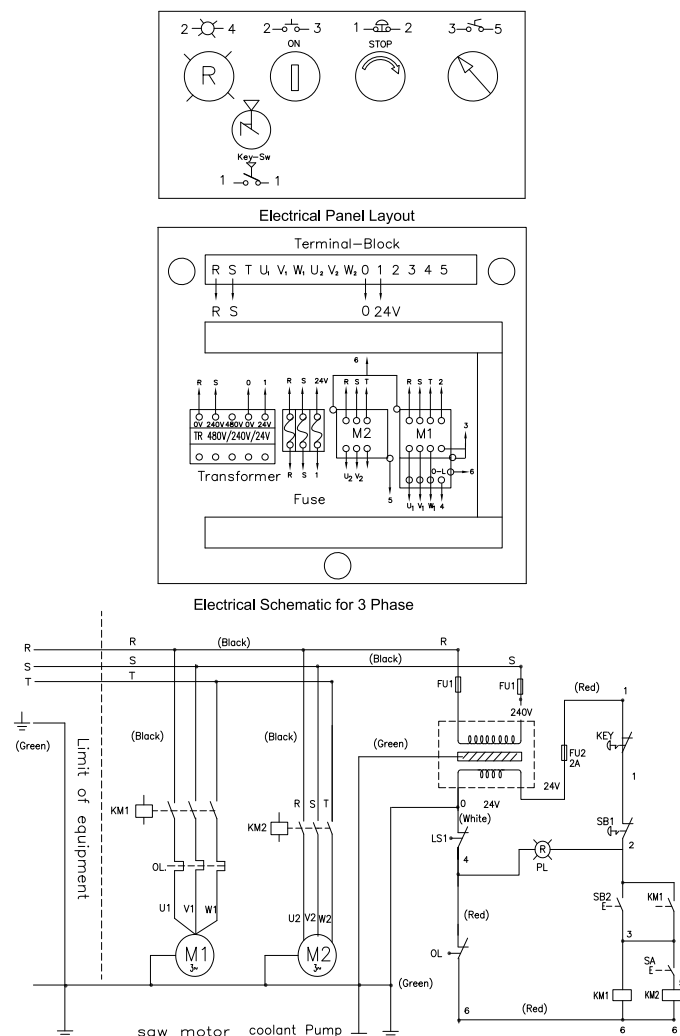 2 4 2 3 1 2 3 5
ON STOP
R
Key-Sw
1 1
Electrical Panel Layout
Terminal-Block
R S T U₁ V₁ W₁ U₂ V₂ W₂ 0 1 2 3 4 5
R S 0 24V
6
R S 0 1 R S 24V R S T R S T 2
0V 240V 480V 0V 24V
TR 480V/240V/24V
M2 M1
3
O-L 6
Transformer
R S 1
U₂ V₂
5
U₁ V₁ W₁ 4
Fuse
Electrical Schematic for 3 Phase
R R (Black) R
S S (Black) S
T T
FU1 FU1 (Red) 1
240V
(Green) (Black) (Black) (Green) KEY
FU2
2A
24V
Limit of equipment
0 24V 1
(White)
KM1 R S T
KM2 SB1
LS1 2
R
4 PL
OL.
U1 V1 W1 U2 V2 W2
(Red) SB2 KM1
E E
3
M1 M2
3~ 3~
OL SA
E
(Green)
KM1 KM2
6 (Red) 6 6
saw motor coolant Pump